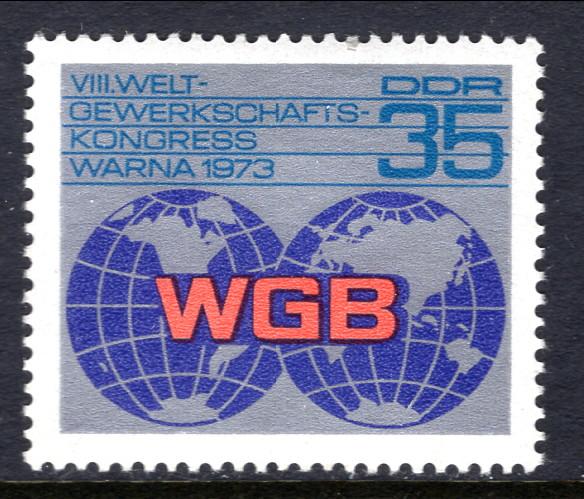 VIII.WELT-
GEWERKSCHAFTS-
KONGRESS
WARNA 1973
DDR
35
WGB